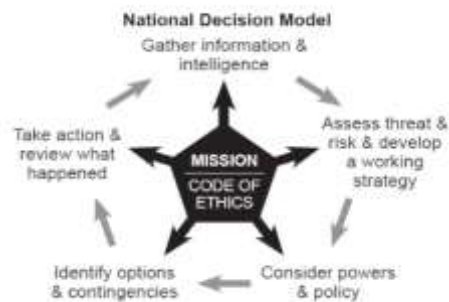 National Decision Model
Gather information &
intelligence
Assess threat &
risk & develop
a working
strategy
Consider powers
& policy
Identify options
& contingencies
Take action &
review what
happened
MISSION
CODE OF
ETHICS